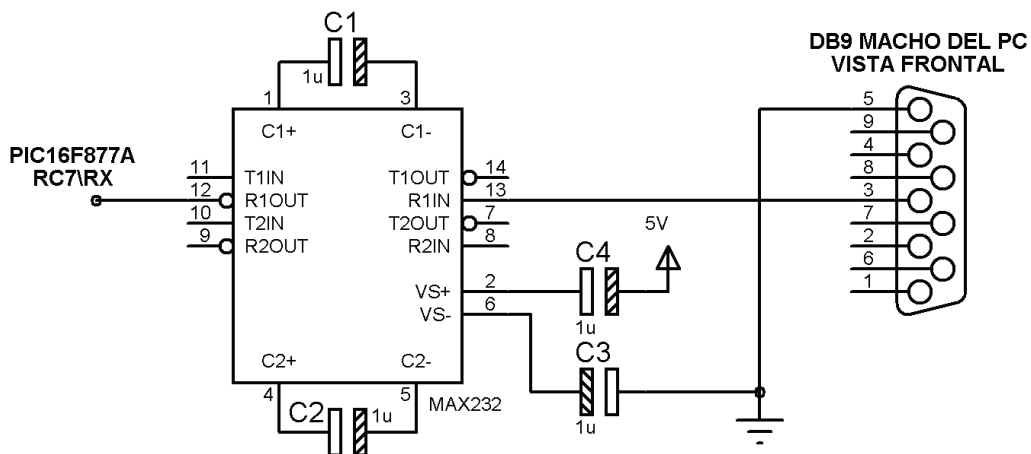 C1
1u
1
3
C1+
C1-
PIC16F877A
RC7\RX
11
T1IN
12
R1OUT
10
T2IN
9
R2OUT
T1OUT
14
R1IN
13
T2OUT
7
R2IN
8
VS+
2
VS-
6
C2+
C2-
4
5
MAX232
C2
1u
C4
1u
5V
C3
1u
DB9 MACHO DEL PC
VISTA FRONTAL
5
9
4
8
3
7
2
6
1